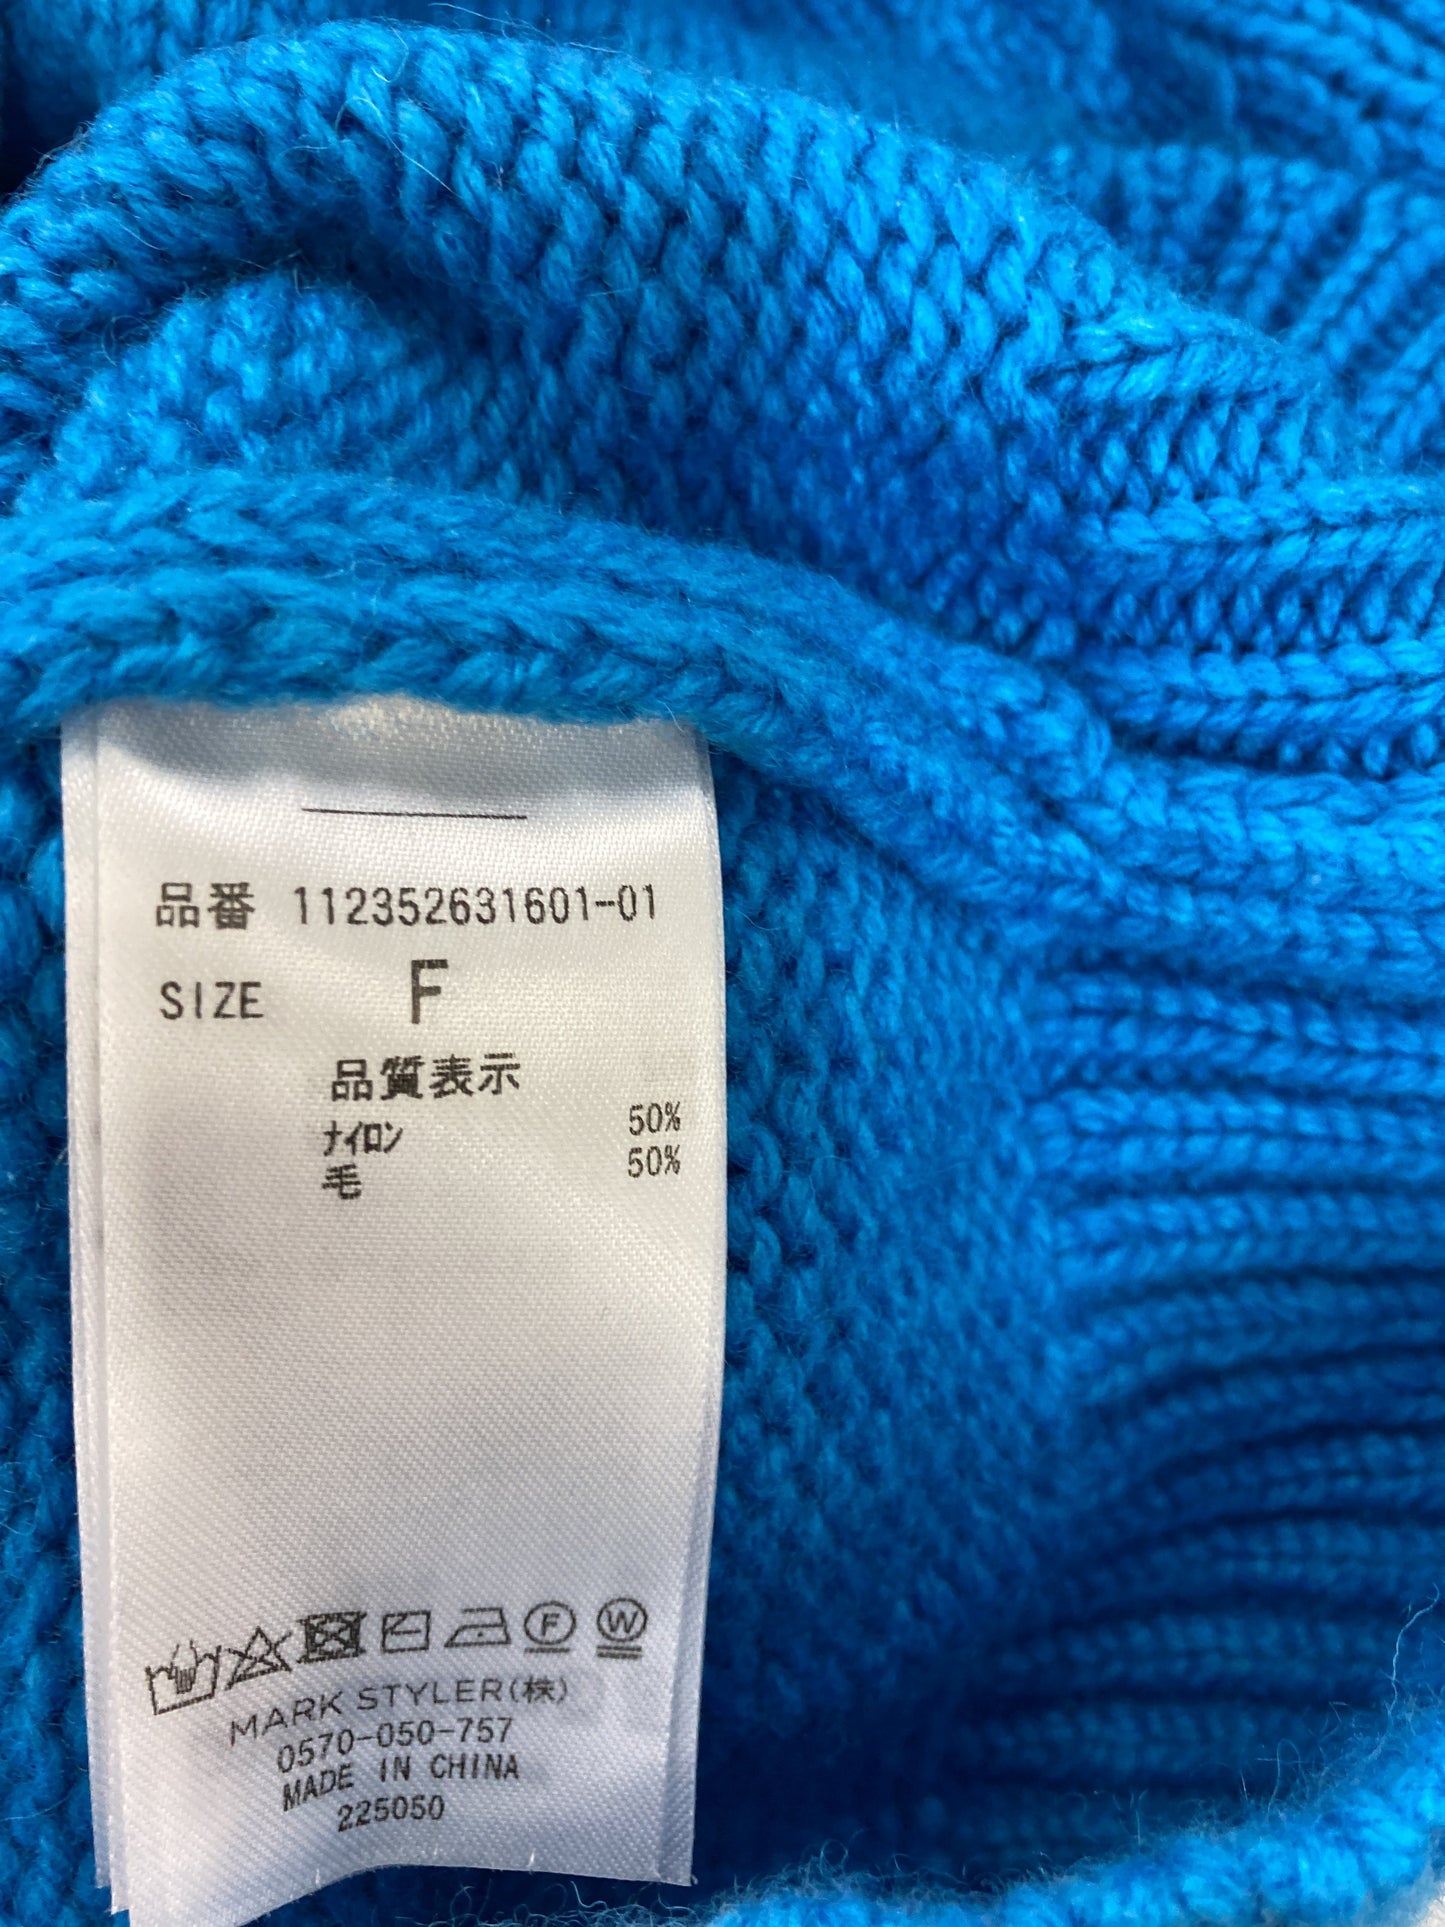 品番 112352631601-01
SIZE F
品質表示
ナイロン 50%
毛 50%
F W
MARK STYLER(株)
0570-050-757
MADE IN CHINA
225050